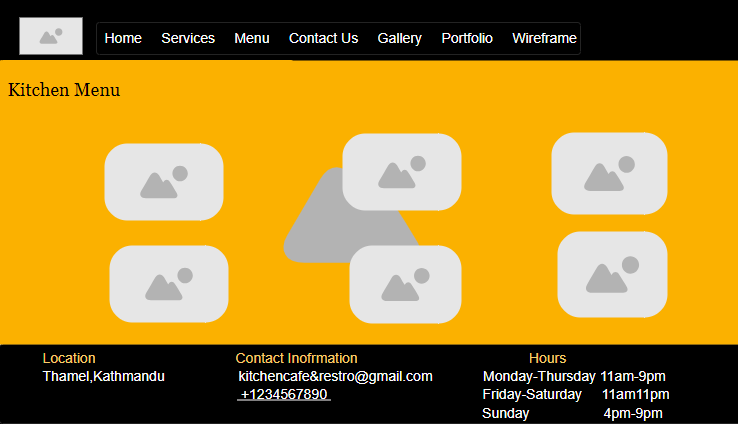 Home Services Menu Contact Us Gallery Portfolio Wireframe
Kitchen Menu
Location
Thamel,Kathmandu
Contact Inofrmation
kitchencafe&restro@gmail.com
+1234567890
Hours
Monday-Thursday 11am-9pm
Friday-Saturday 11am11pm
Sunday 4pm-9pm